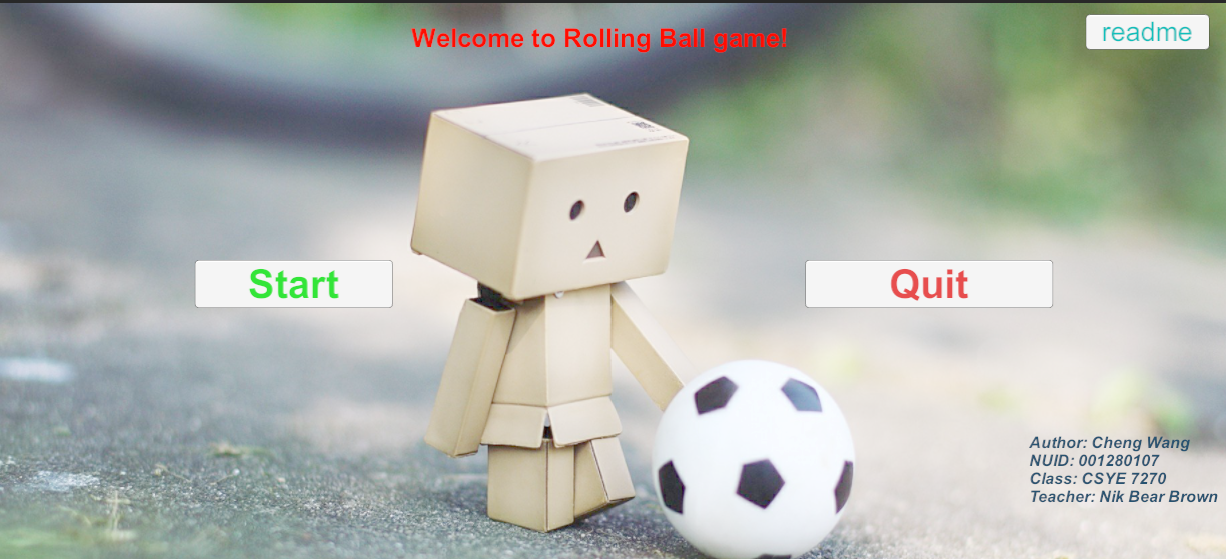 Welcome to Rolling Ball game!
readme
Start
Quit
Author: Cheng Wang
NUID: 001280107
Class: CSYE 7270
Teacher: Nik Bear Brown